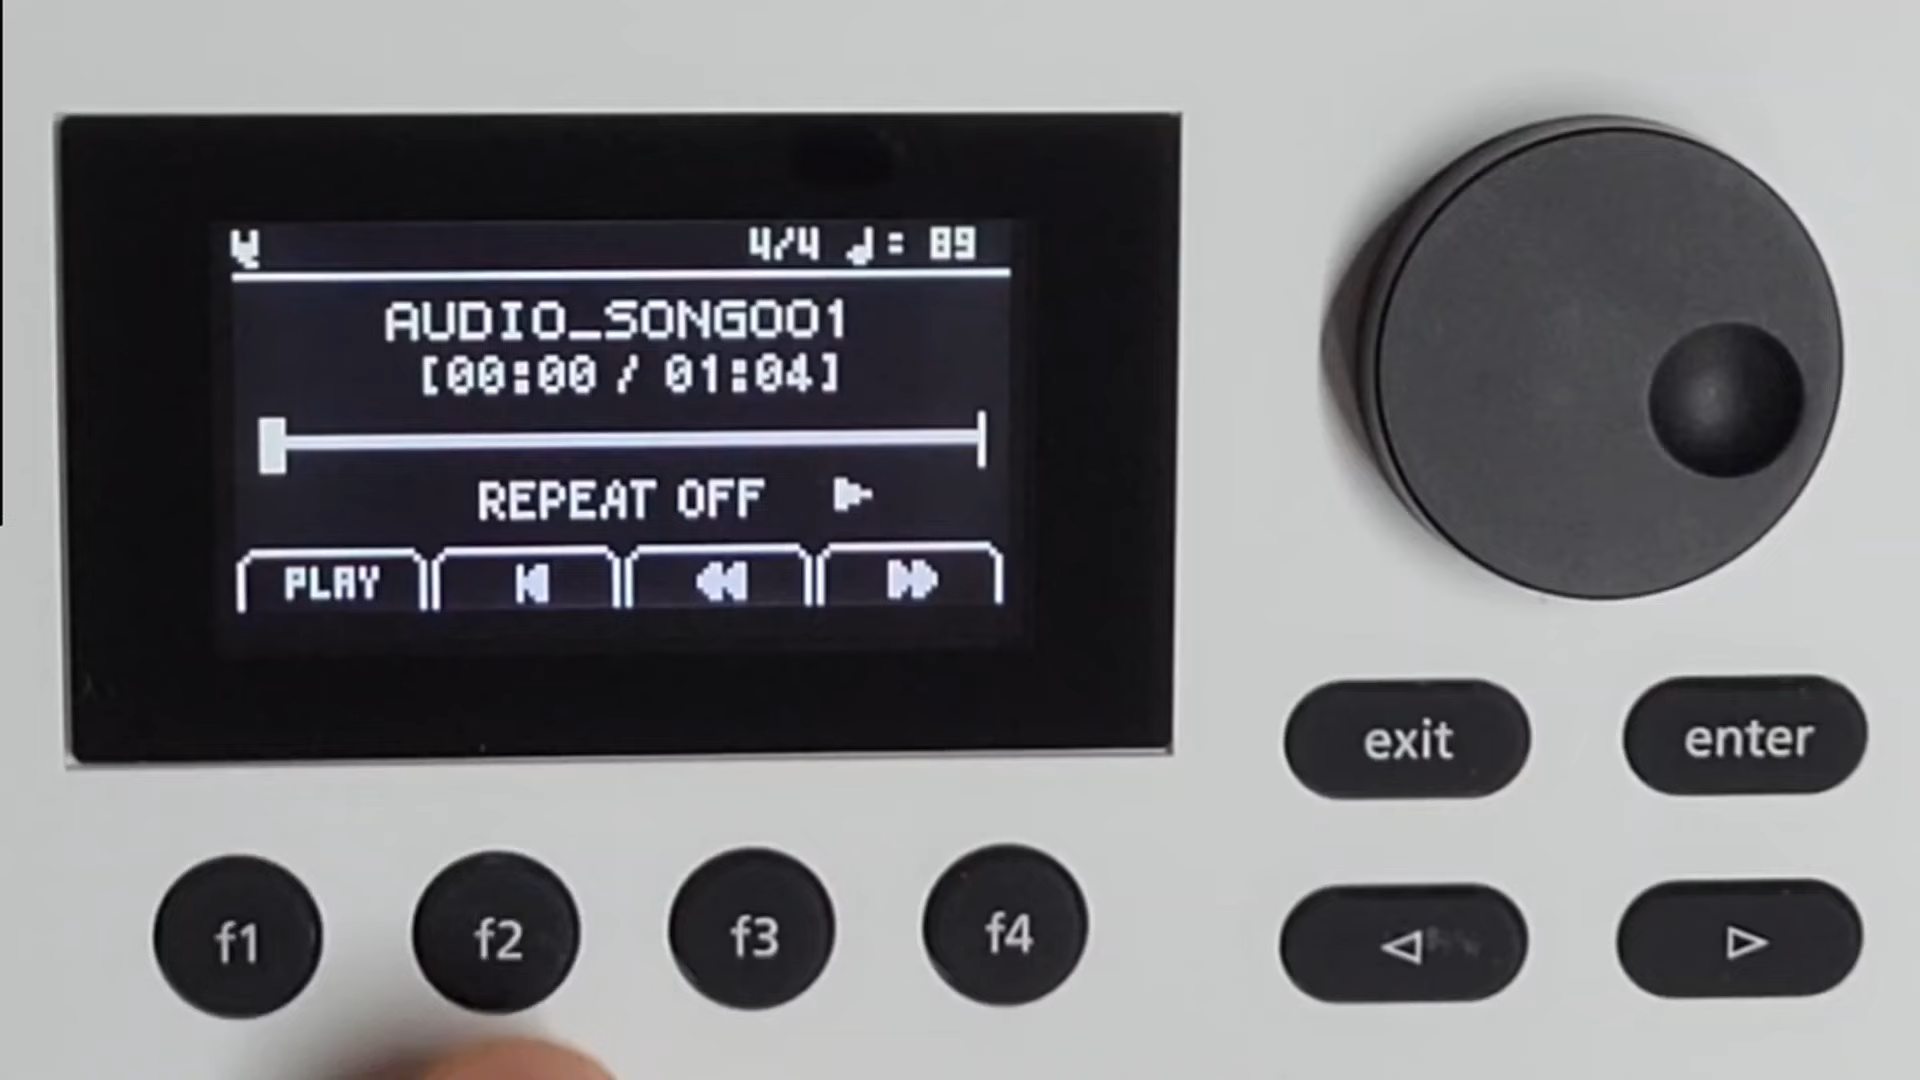 4/4 ♩= 89
AUDIO_SONG001
[00:00 / 01:04]
REPEAT OFF
PLAY
exit enter
f1 f2 f3 f4